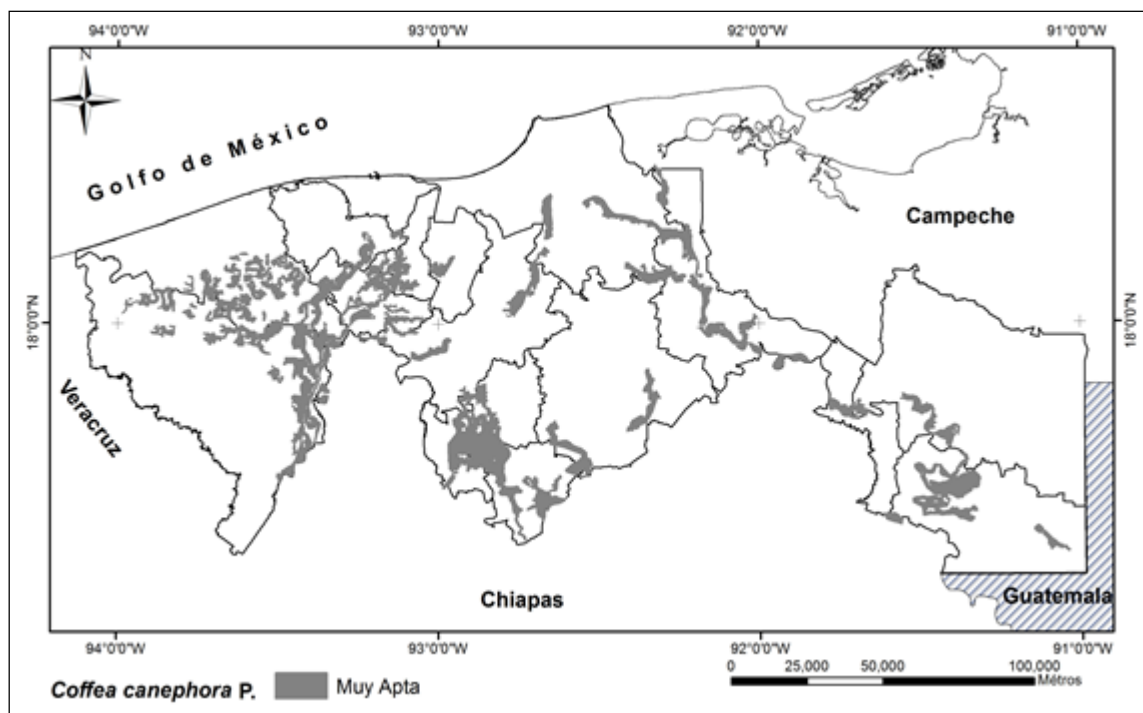 94°0'0"W 93°0'0"W 92°0'0"W 91°0'0"W
N
Golfo de México
Campeche
18°0'0"N 18°0'0"N
Veracruz
Chiapas
Guatemala
94°0'0"W 93°0'0"W 92°0'0"W 91°0'0"W
0 25,000 50,000 100,000
Métros
Coffea canephora P. Muy Apta